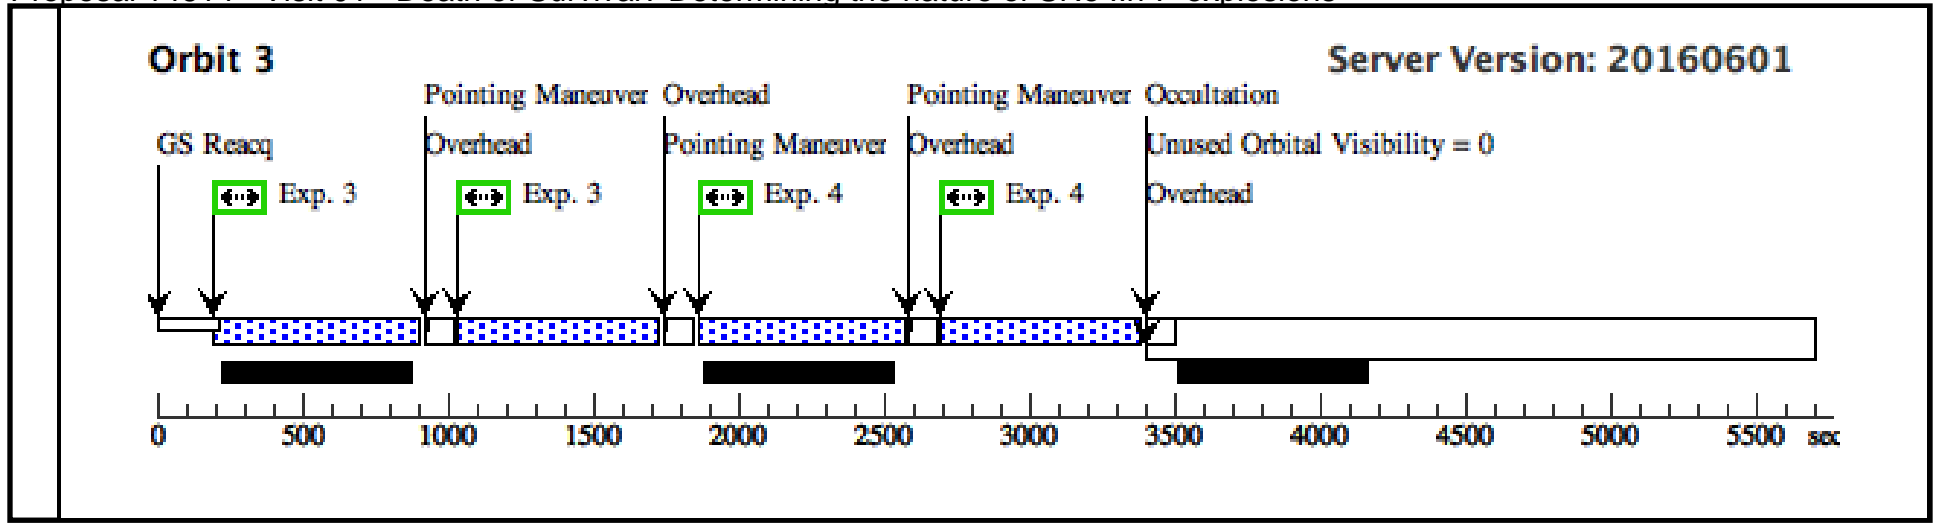 Orbit 3
Server Version: 20160601
Pointing Maneuver Overhead Pointing Maneuver Occultation
GS Reacq Overhead Pointing Maneuver Overhead Unused Orbital Visibility = 0
Exp. 3 Exp. 3 Exp. 4 Exp. 4 Overhead
0 500 1000 1500 2000 2500 3000 3500 4000 4500 5000 5500 sec